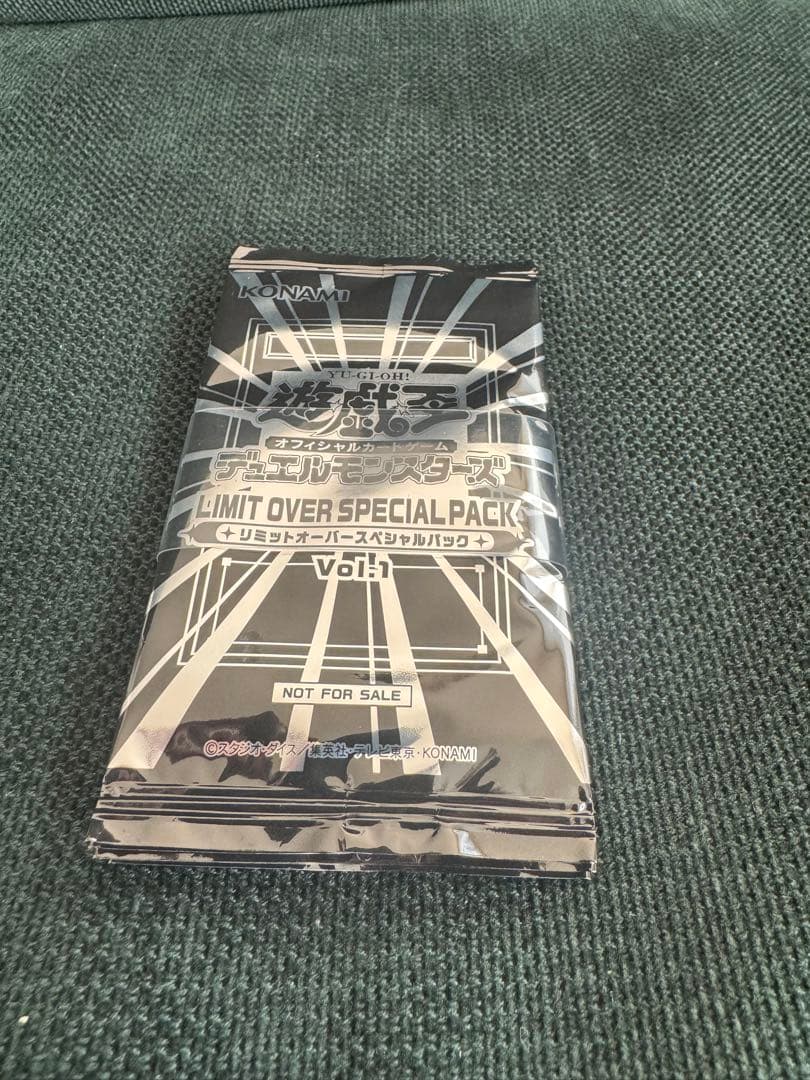 KONAMI
YU-GI-OH!
遊戯王
オフィシャルカードゲーム
デュエルモンスターズ
LIMIT OVER SPECIAL PACK
リミットオーバースペシャルパック
Vol.1
NOT FOR SALE
©スタジオ・ダイス/集英社・テレビ東京・KONAMI